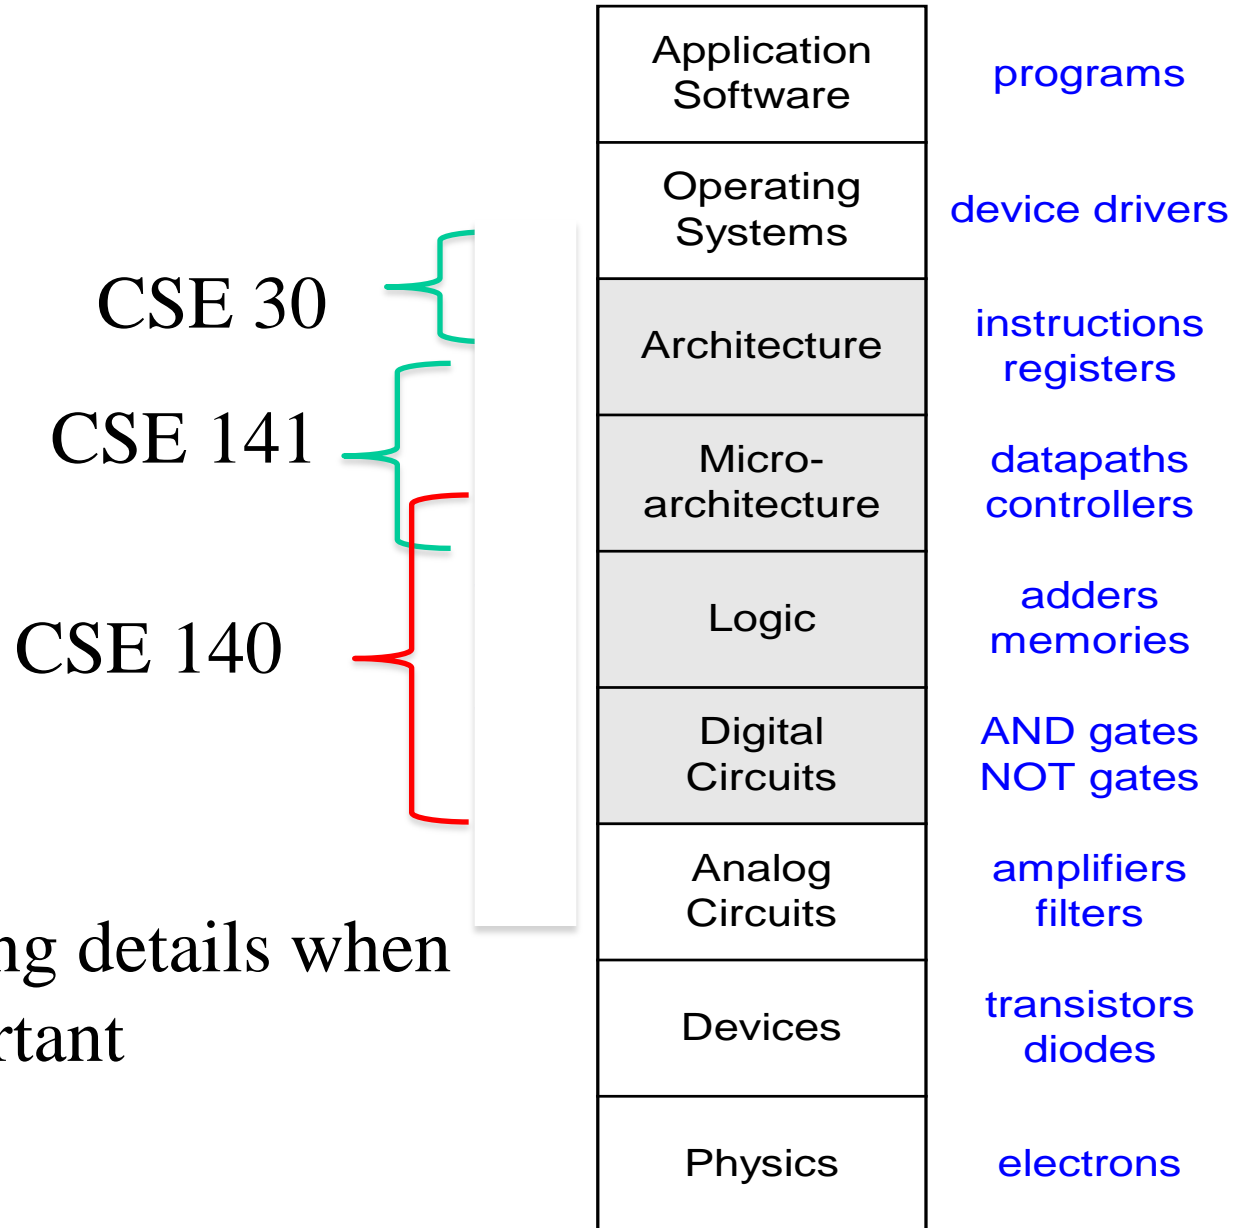 Application
Software
programs
Operating
Systems
device drivers
CSE 30
Architecture
instructions
registers
CSE 141
Micro-
architecture
datapaths
controllers
CSE 140
Logic
adders
memories
Digital
Circuits
AND gates
NOT gates
Analog
Circuits
amplifiers
filters
ng details when
rtant
Devices
transistors
diodes
Physics
electrons